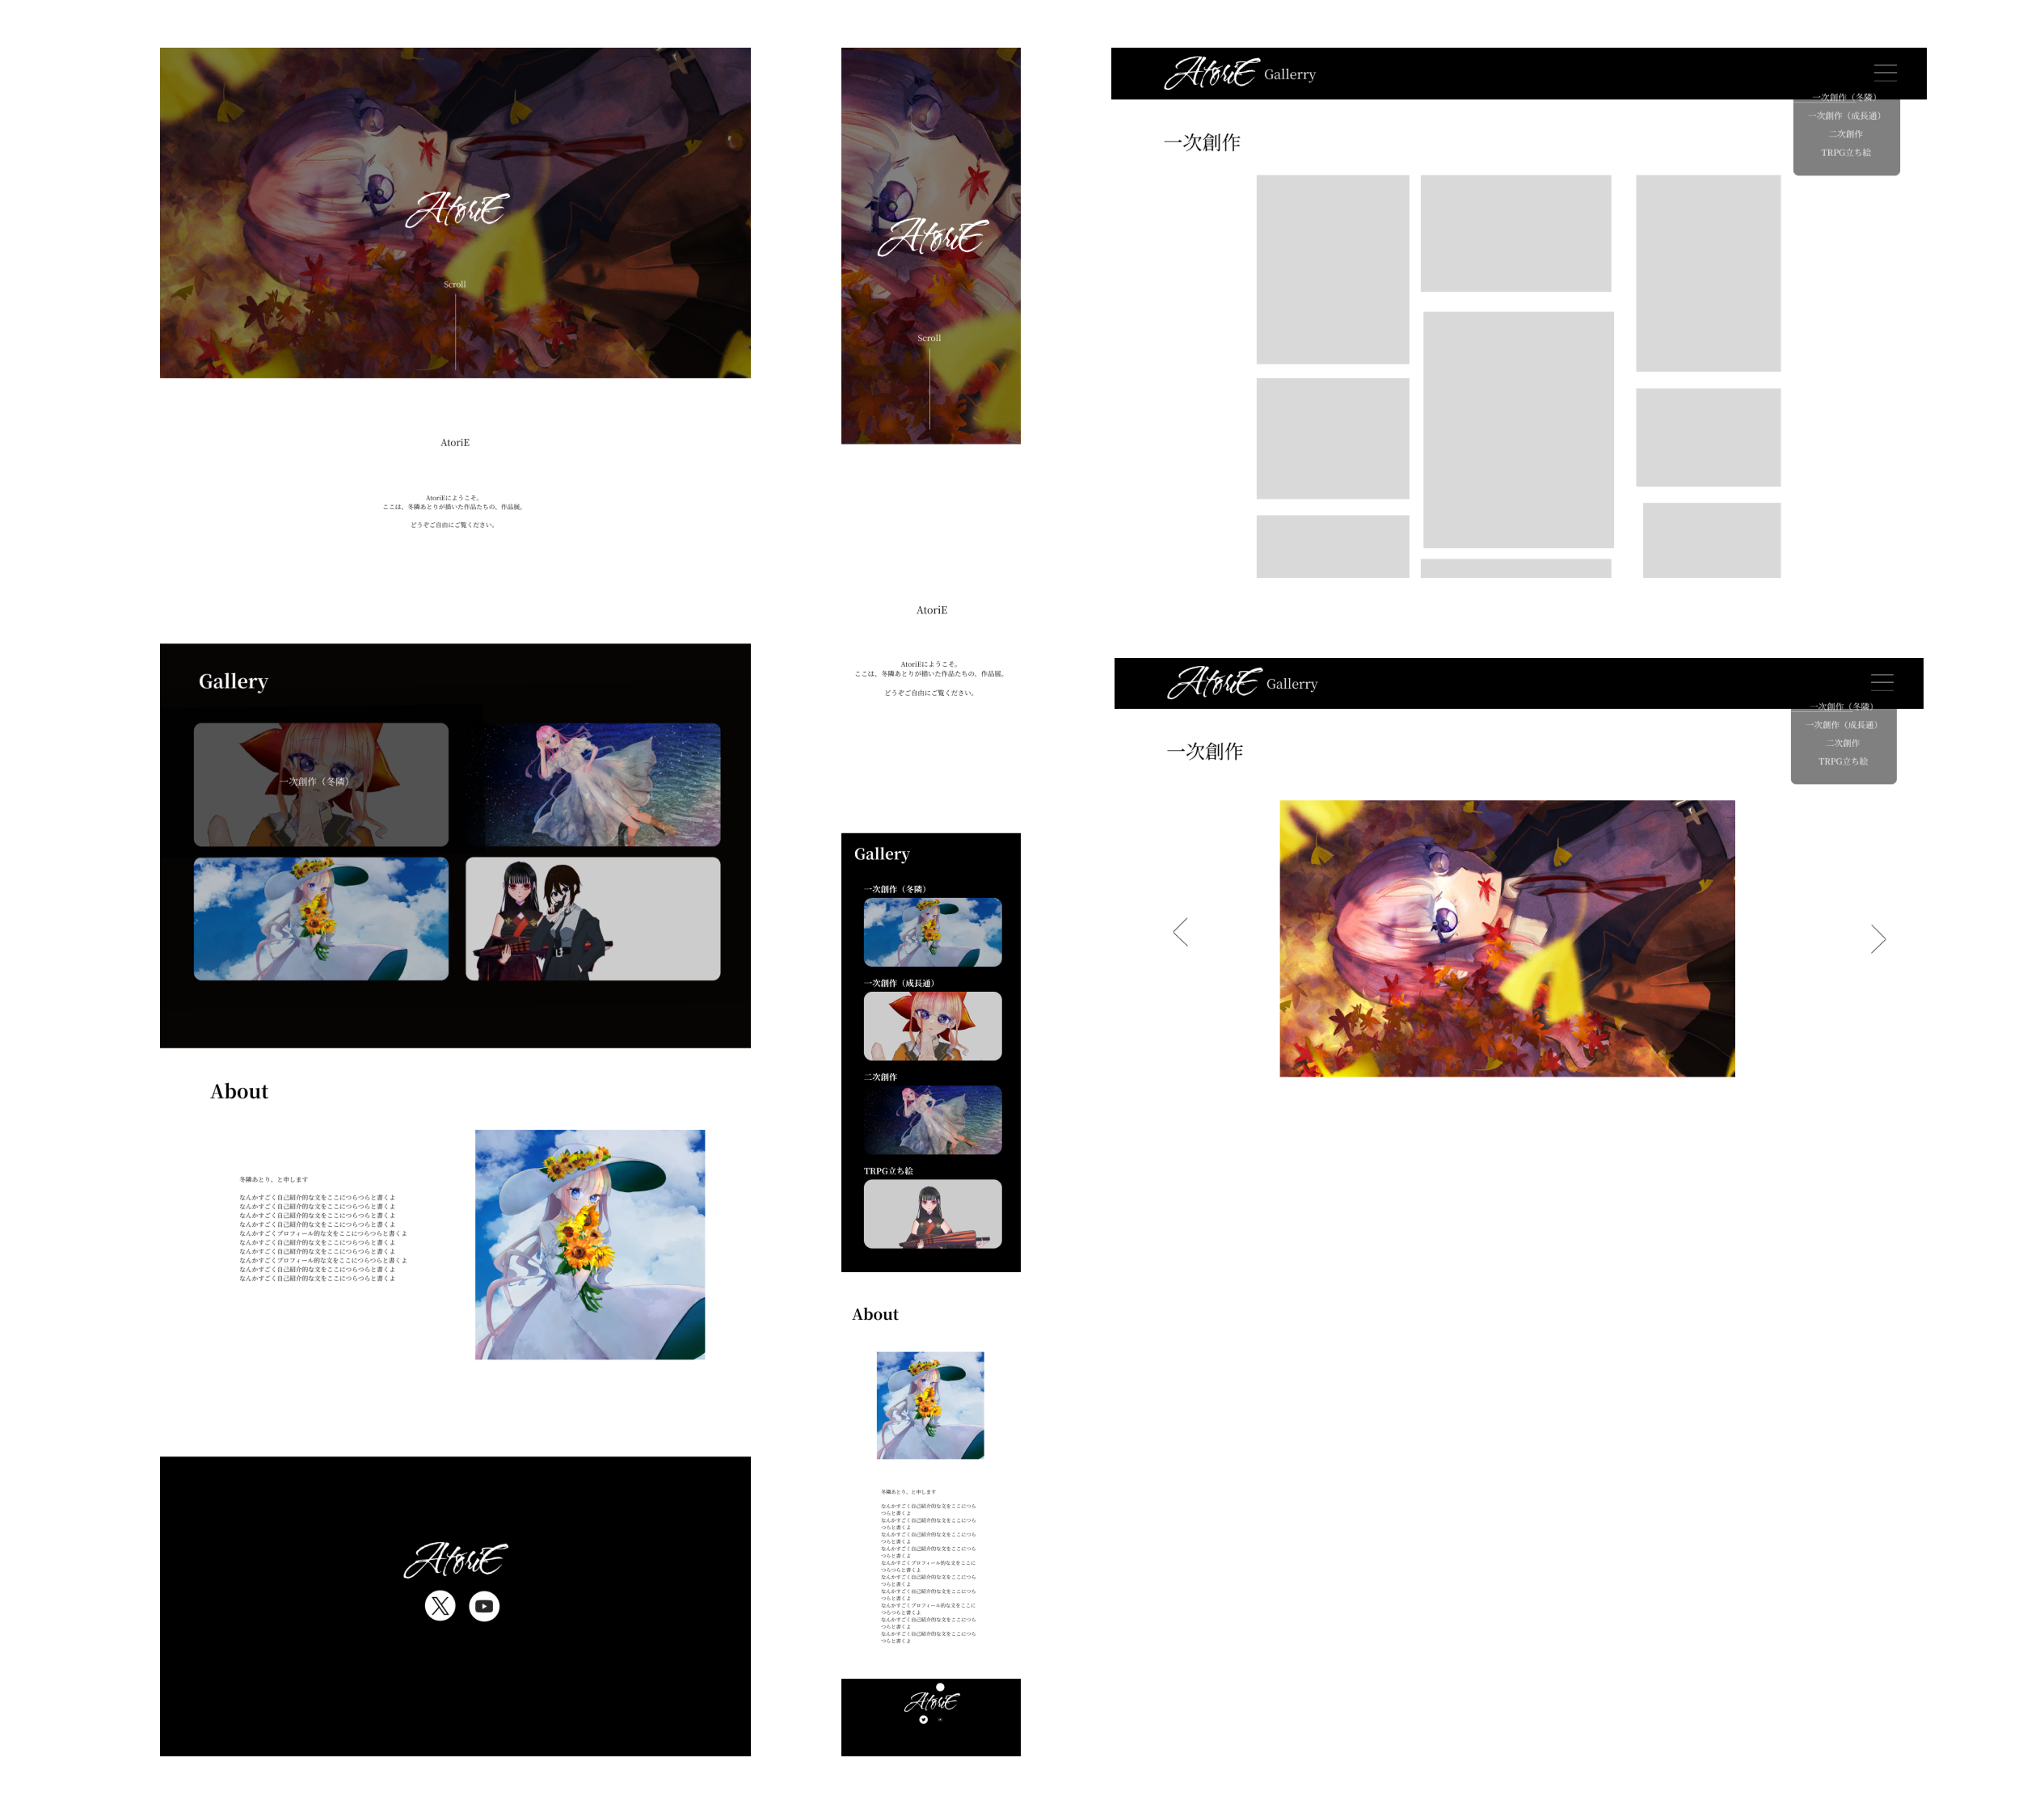 AtoriE
Scroll
AtoriE
AtoriEにようこそ。
ここは、冬隣あとりが描いた作品たちの、作品展。
どうぞご自由にご覧ください。
Gallery
一次創作（冬隣）
About
冬隣あとり、と申します
なんかすごく自己紹介的な文をここにつらつらと書くよ
なんかすごく自己紹介的な文をここにつらつらと書くよ
なんかすごく自己紹介的な文をここにつらつらと書くよ
なんかすごく自己紹介的な文をここにつらつらと書くよ
なんかすごくプロフィール的な文をここにつらつらと書くよ
なんかすごく自己紹介的な文をここにつらつらと書くよ
なんかすごく自己紹介的な文をここにつらつらと書くよ
なんかすごくプロフィール的な文をここにつらつらと書くよ
なんかすごく自己紹介的な文をここにつらつらと書くよ
なんかすごく自己紹介的な文をここにつらつらと書くよ
AtoriE
AtoriE
Scroll
AtoriE
AtoriEにようこそ。
ここは、冬隣あとりが描いた作品たちの、作品展。
どうぞご自由にご覧ください。
Gallery
一次創作（冬隣）
一次創作（成長過）
二次創作
TRPG立ち絵
About
冬隣あとり、と申します
なんかすごく自己紹介的な文をここにつら
つらと書くよ
なんかすごく自己紹介的な文をここにつら
つらと書くよ
なんかすごく自己紹介的な文をここにつら
つらと書くよ
なんかすごく自己紹介的な文をここにつら
つらと書くよ
なんかすごくプロフィール的な文をここに
つらつらと書くよ
なんかすごく自己紹介的な文をここにつら
つらと書くよ
なんかすごく自己紹介的な文をここにつら
つらと書くよ
なんかすごくプロフィール的な文をここに
つらつらと書くよ
なんかすごく自己紹介的な文をここにつら
つらと書くよ
なんかすごく自己紹介的な文をここにつら
つらと書くよ
AtoriE
AtoriE Gallerry
一次創作（冬隣）
一次創作（成長過）
二次創作
TRPG立ち絵
一次創作
AtoriE Gallerry
一次創作（冬隣）
一次創作（成長過）
二次創作
TRPG立ち絵
一次創作